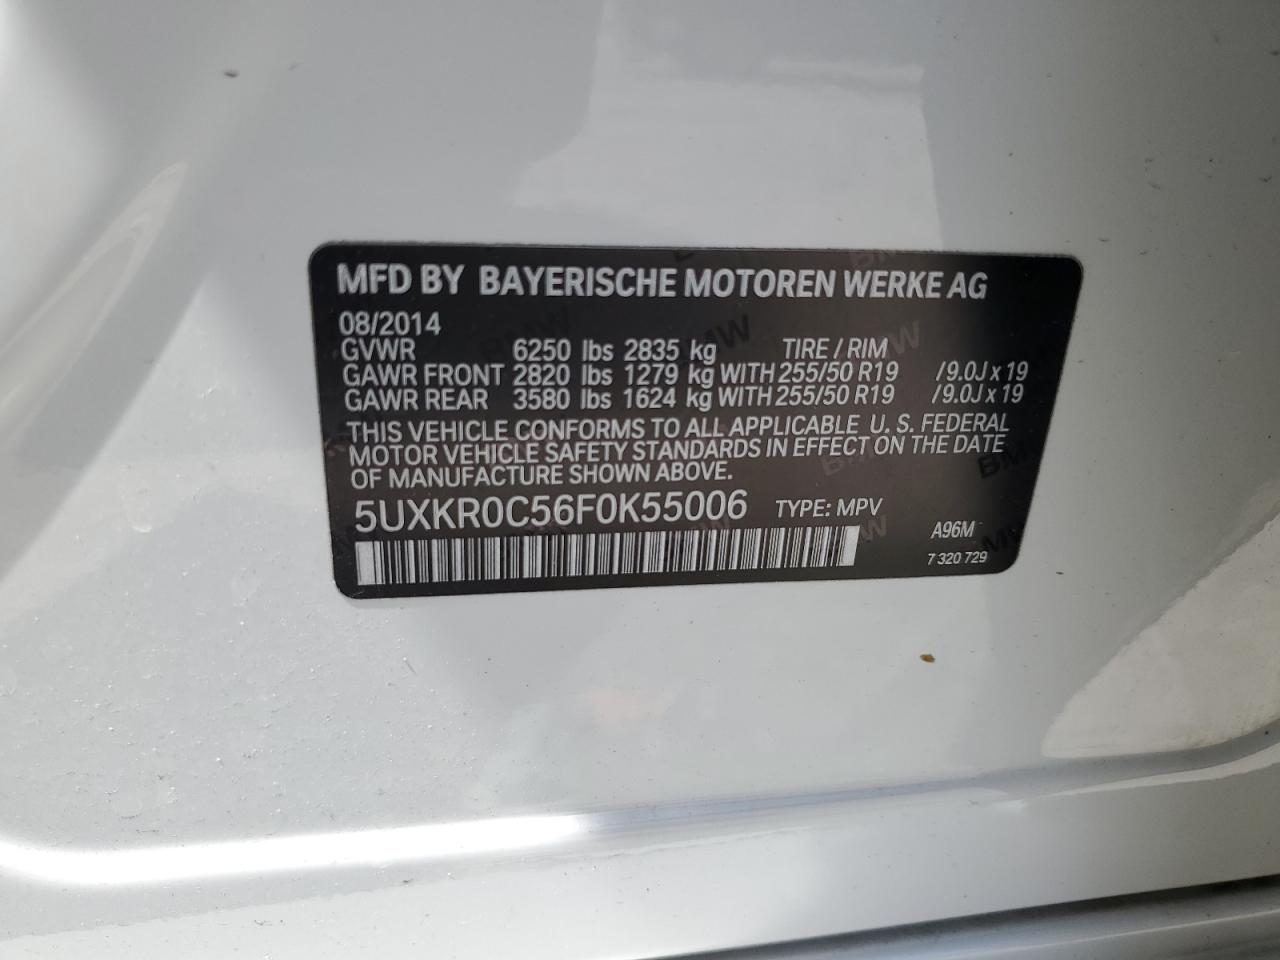 MFD BY BAYERISCHE MOTOREN WERKE AG
08/2014
GVWR 6250 lbs 2835 kg TIRE / RIM
GAWR FRONT 2820 lbs 1279 kg WITH 255/50 R19 /9.0J x 19
GAWR REAR 3580 lbs 1624 kg WITH 255/50 R19 /9.0J x 19
THIS VEHICLE CONFORMS TO ALL APPLICABLE U. S. FEDERAL
MOTOR VEHICLE SAFETY STANDARDS IN EFFECT ON THE DATE
OF MANUFACTURE SHOWN ABOVE.
5UXKR0C56F0K55006 TYPE: MPV
A96M
7 320 729